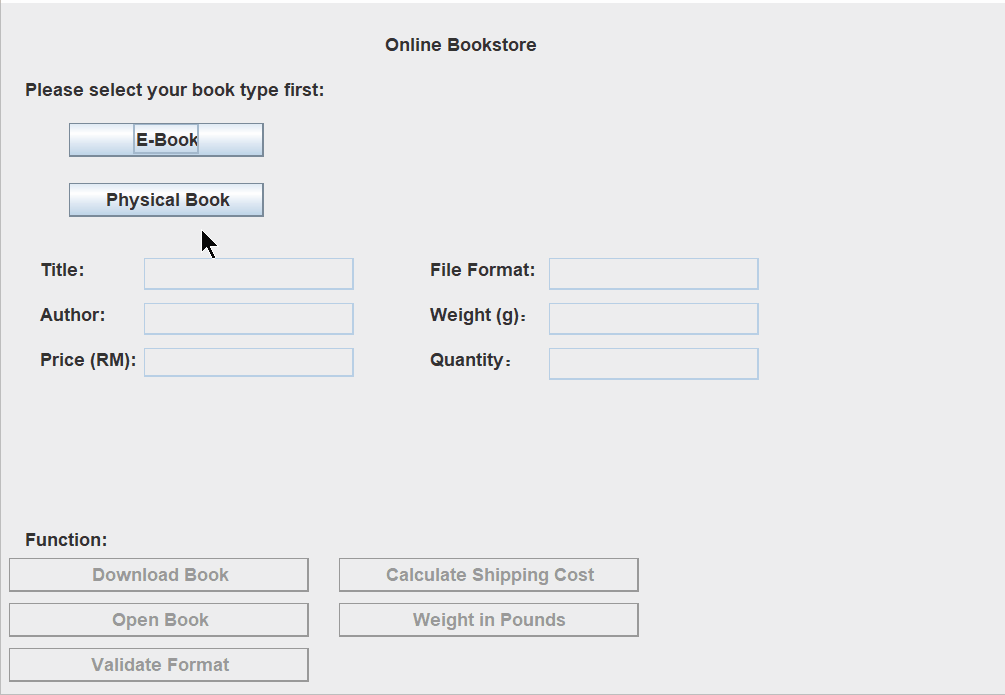 Online Bookstore
Please select your book type first:
E-Book
Physical Book
Title:
File Format:
Author:
Weight (g)：
Price (RM):
Quantity：
Function:
Download Book
Calculate Shipping Cost
Open Book
Weight in Pounds
Validate Format